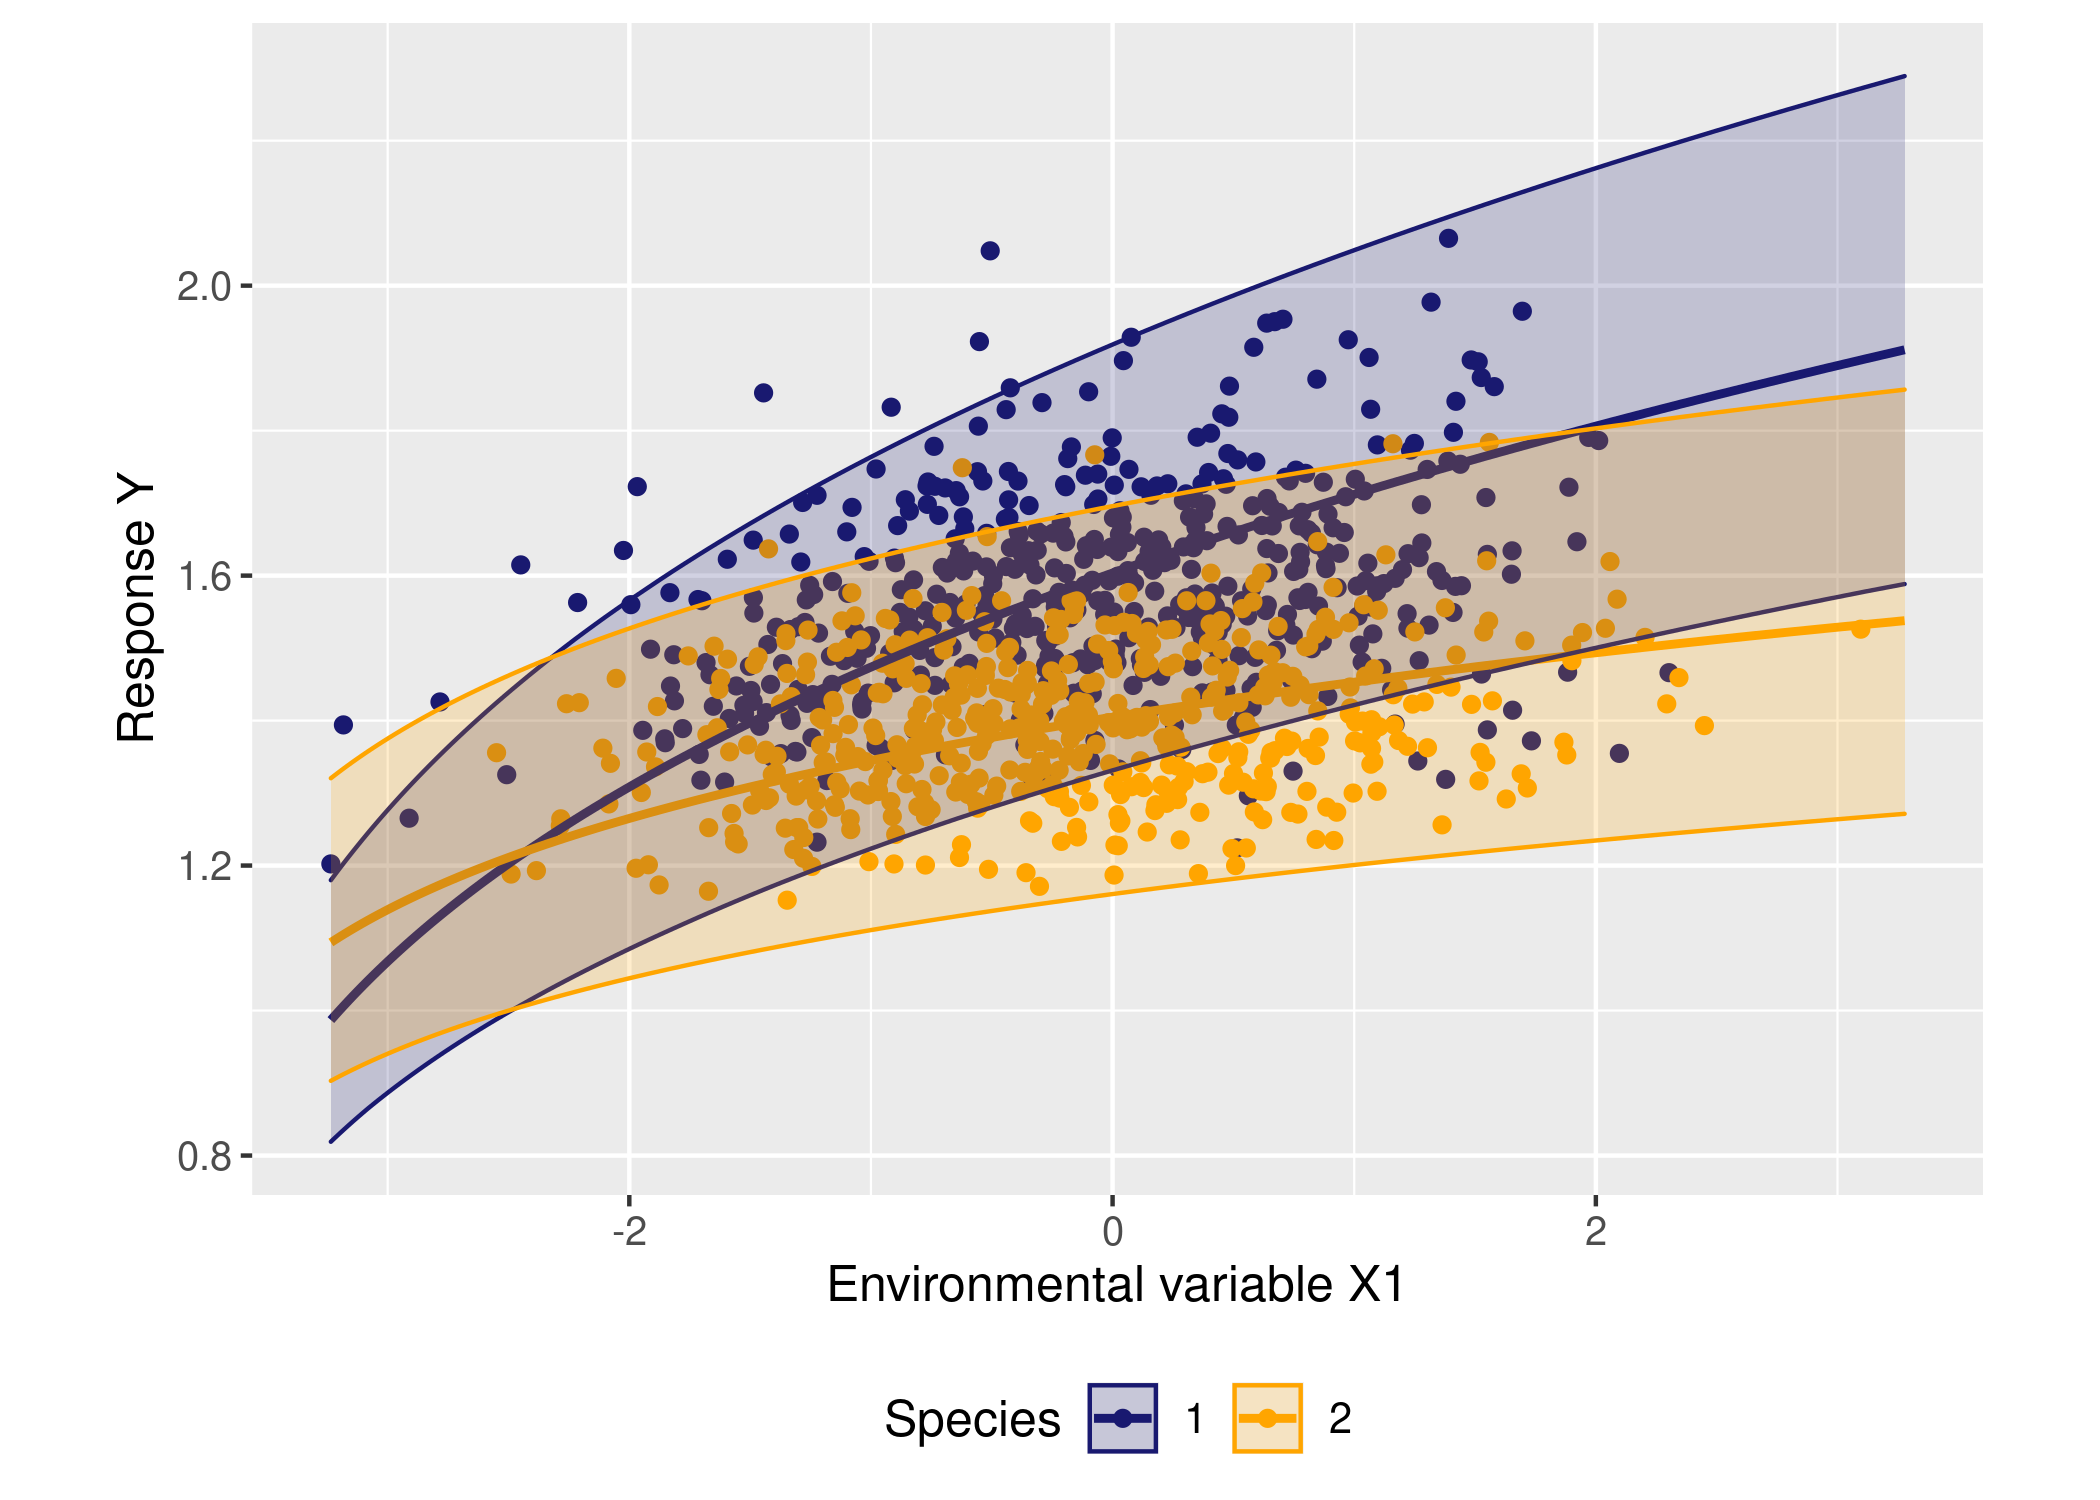 Response Y
2.0
1.6
1.2
0.8
-2 0 2
Environmental variable X1
Species 1 2